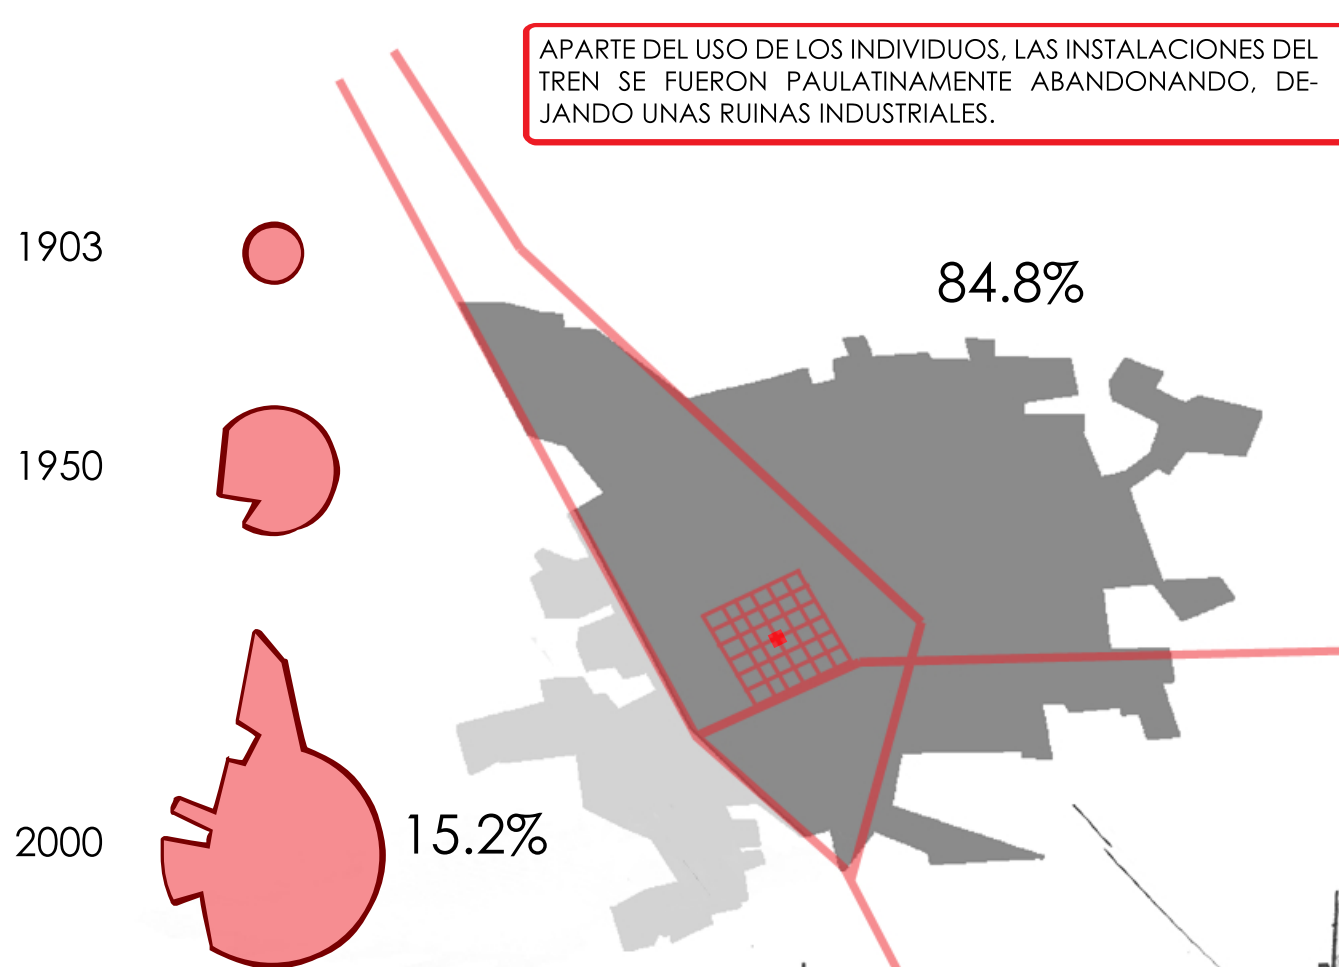 APARTE DEL USO DE LOS INDIVIDUOS, LAS INSTALACIONES DEL
TREN SE FUERON PAULATINAMENTE ABANDONANDO, DE-
JANDO UNAS RUINAS INDUSTRIALES.
1903
84.8%
1950
2000
15.2%